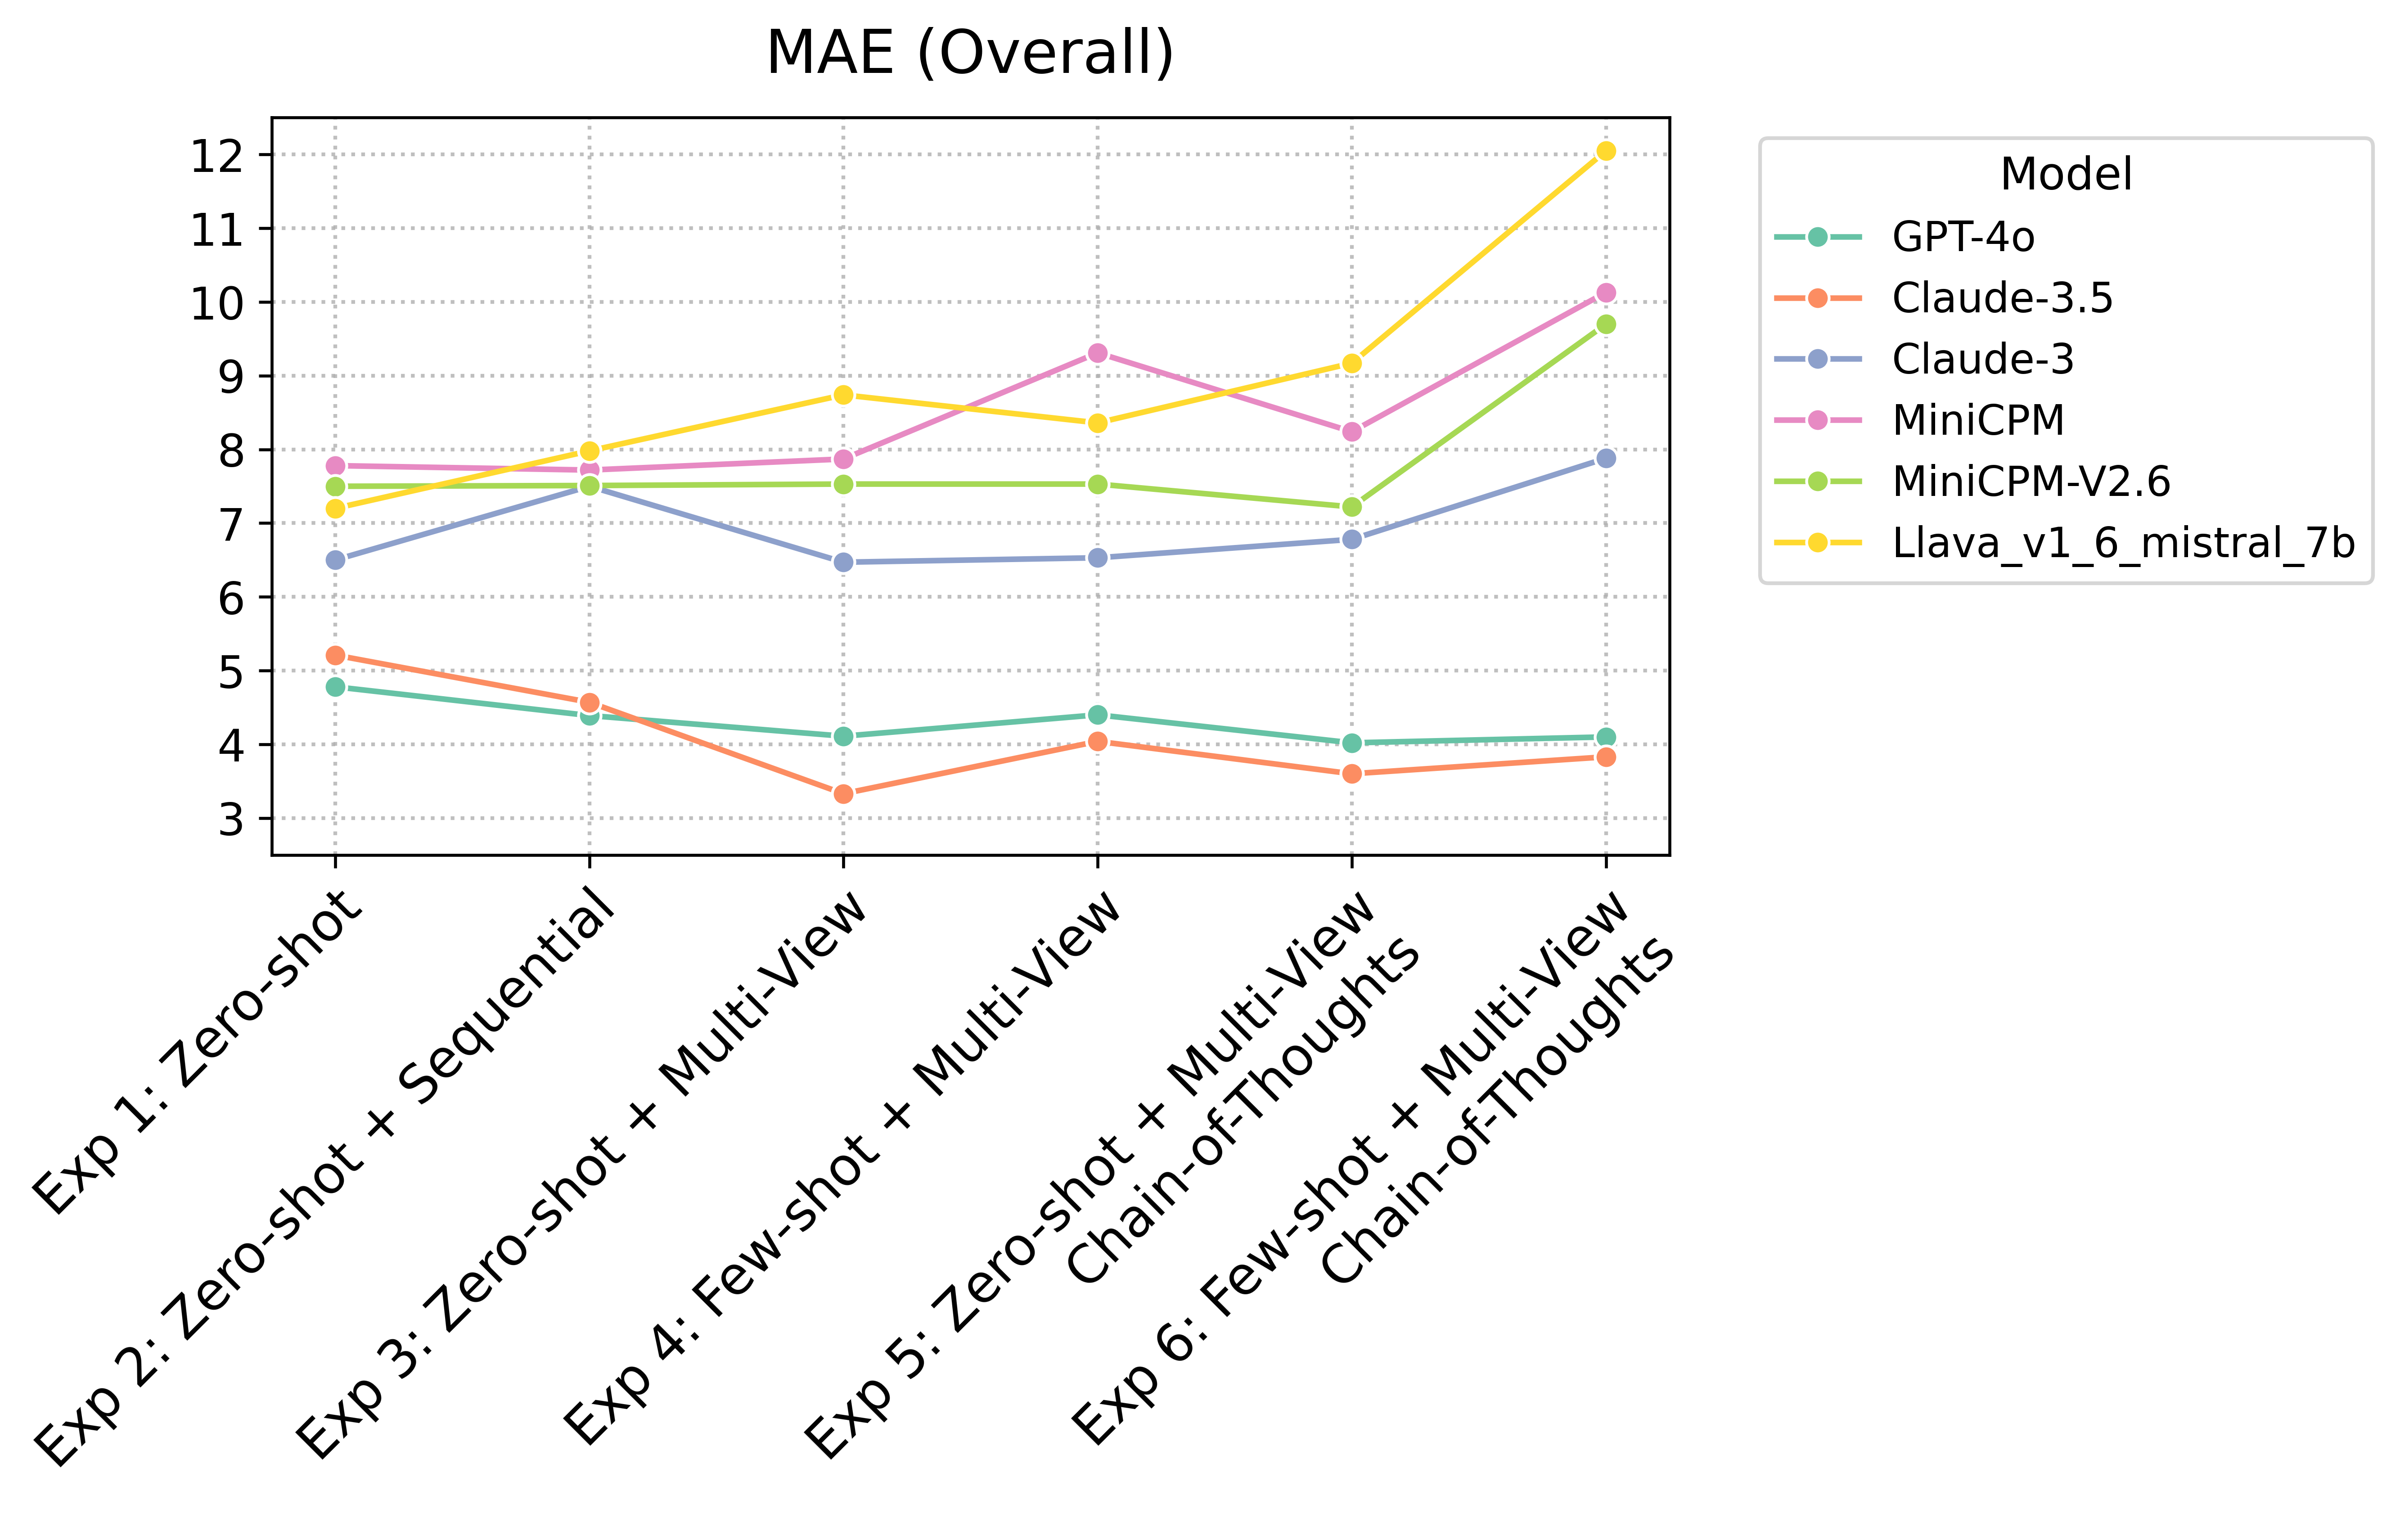 MAE (Overall)
12
11
10
9
8
7
6
5
4
3
Exp 1: Zero-shot
Exp 2: Zero-shot + Sequential
Exp 3: Zero-shot + Multi-View
Exp 4: Few-shot + Multi-View
Exp 5: Zero-shot + Multi-View
Chain-of-Thoughts
Exp 6: Few-shot + Multi-View
Chain-of-Thoughts
Model
GPT-4o
Claude-3.5
Claude-3
MiniCPM
MiniCPM-V2.6
Llava_v1_6_mistral_7b